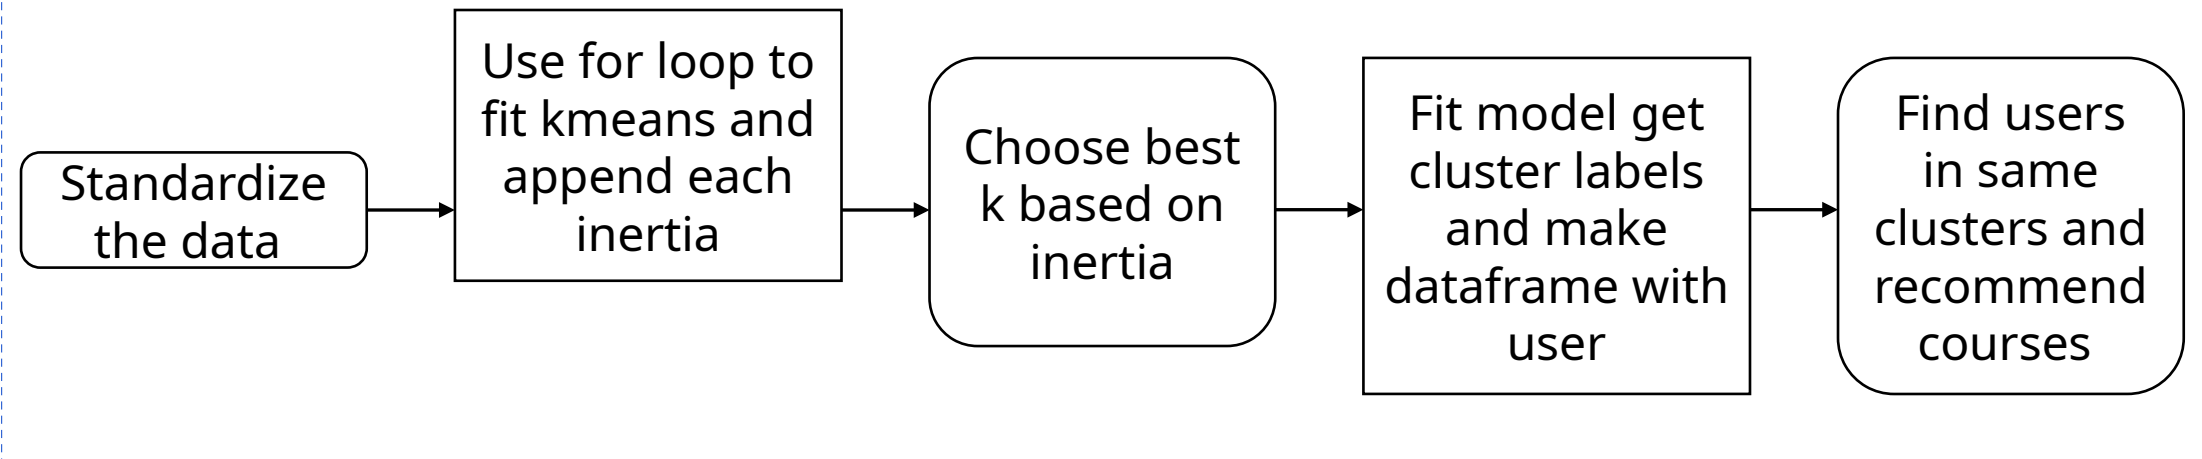 Standardize
the data
Use for loop to
fit kmeans and
append each
inertia
Choose best
k based on
inertia
Fit model get
cluster labels
and make
dataframe with
user
Find users
in same
clusters and
recommend
courses